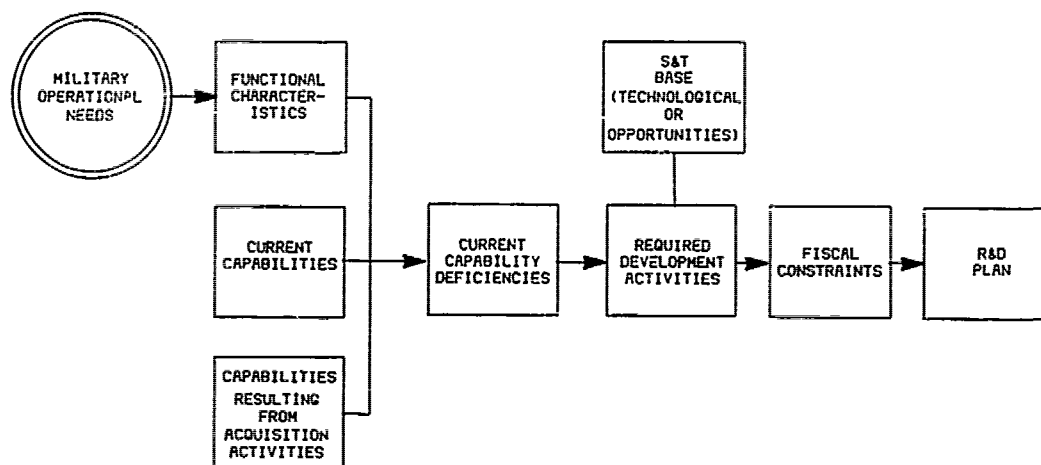 MILITARY
OPERATIONAL
NEEDS
FUNCTIONAL
CHARACTER-
ISTICS
S&T
BASE
(TECHNOLOGICAL
OR
OPPORTUNITIES)
CURRENT
CAPABILITIES
CURRENT
CAPABILITY
DEFICIENCIES
REQUIRED
DEVELOPMENT
ACTIVITIES
FISCAL
CONSTRAINTS
R&D
PLAN
CAPABILITIES
RESULTING
FROM
ACQUISITION
ACTIVITIES